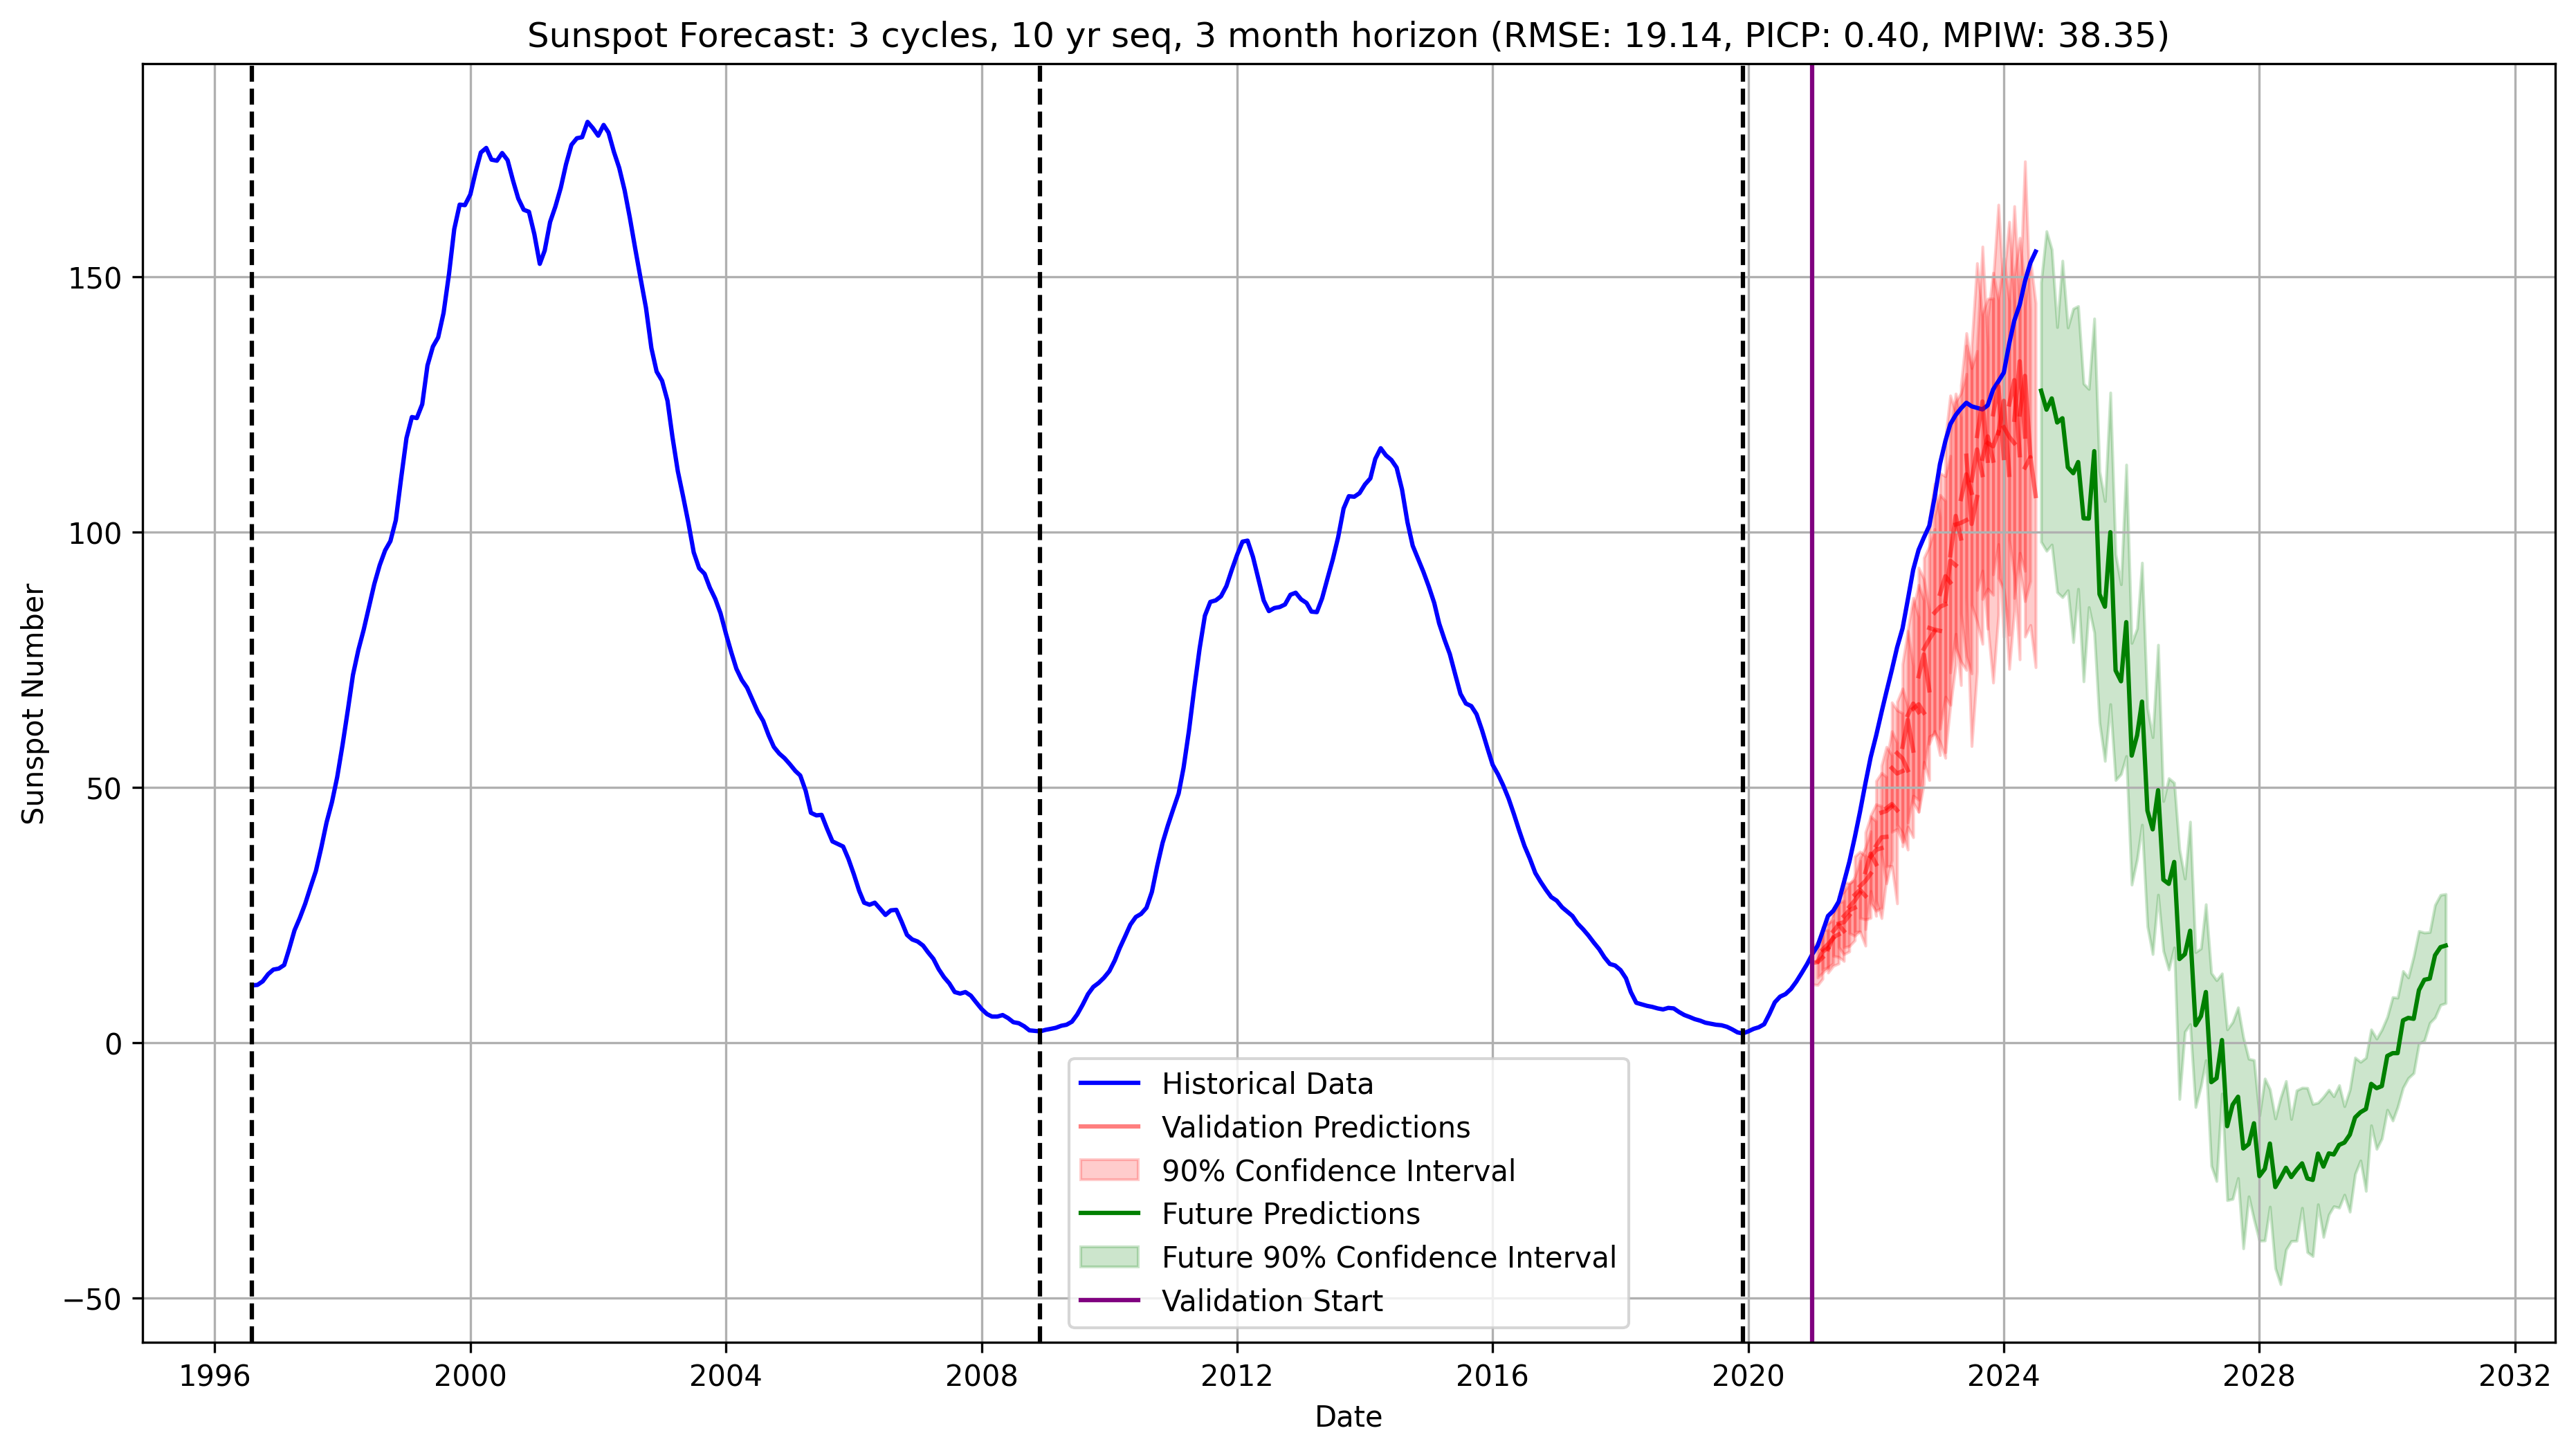 Sunspot Forecast: 3 cycles, 10 yr seq, 3 month horizon (RMSE: 19.14, PICP: 0.40, MPIW: 38.35)
Sunspot Number
150
100
50
0
−50
Historical Data
Validation Predictions
90% Confidence Interval
Future Predictions
Future 90% Confidence Interval
Validation Start
1996 2000 2004 2008 2012 2016 2020 2024 2028 2032
Date